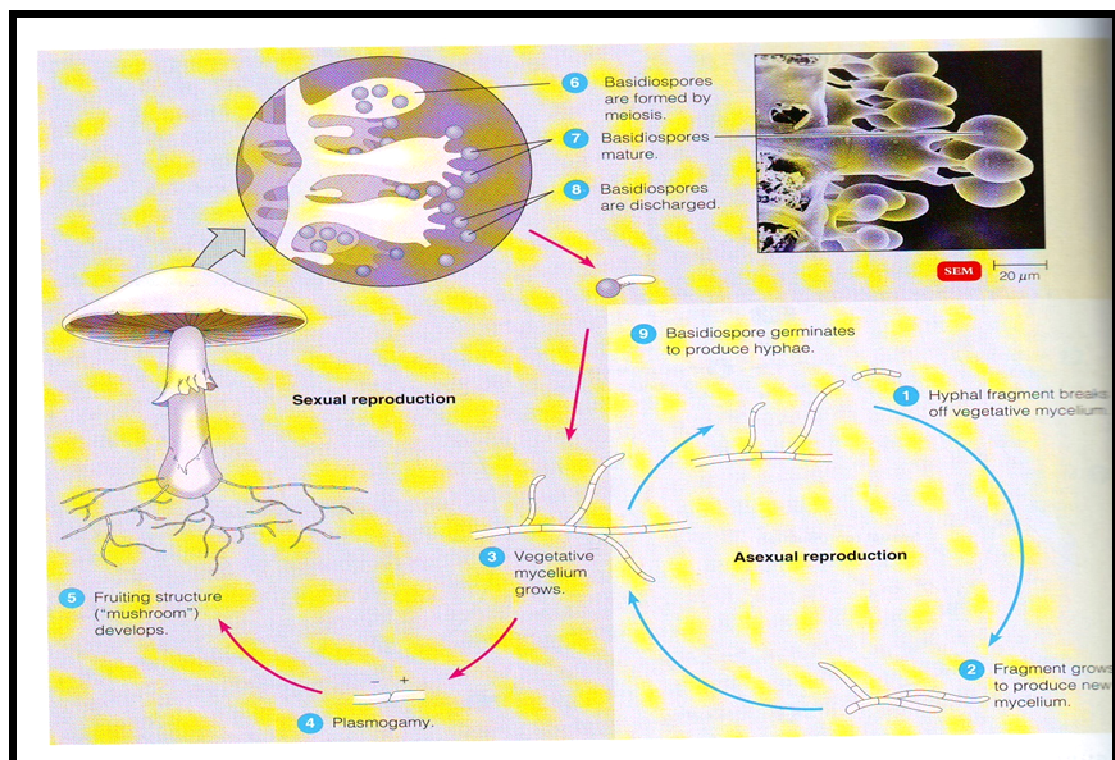 6 Basidiospores
are formed by
meiosis.
7 Basidiospores
mature.
8 Basidiospores
are discharged.
SEM
20 µm
9 Basidiospore germinates
to produce hyphae.
1 Hyphal fragment breaks
off vegetative mycelium.
Sexual reproduction
3 Vegetative
mycelium
grows.
Asexual reproduction
5 Fruiting structure
("mushroom")
develops.
2 Fragment grows
to produce new
mycelium.
− +
4 Plasmogamy.